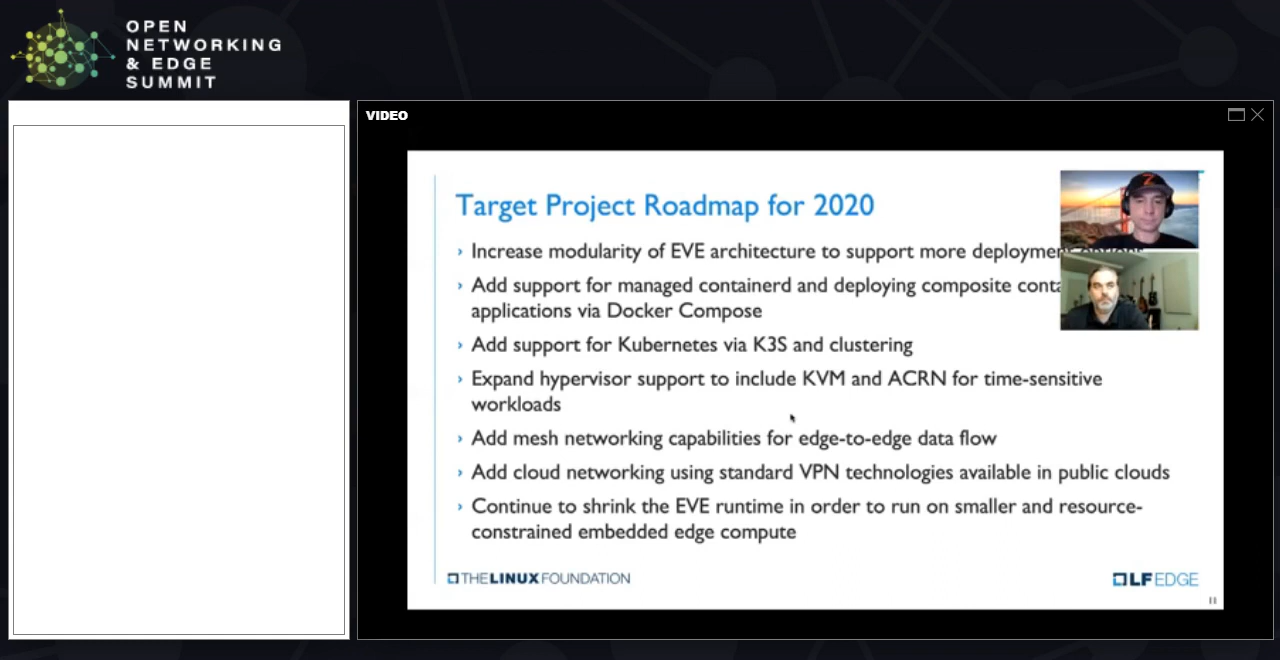 OPEN
NETWORKING
& EDGE
SUMMIT
VIDEO
Target Project Roadmap for 2020
› Increase modularity of EVE architecture to support more
› Add support for managed containerd and deploying composite
applications via Docker Compose
› Add support for Kubernetes via K3S and clustering
› Expand hypervisor support to include KVM and ACRN for time-sensitive
workloads
› Add mesh networking capabilities for edge-to-edge data flow
› Add cloud networking using standard VPN technologies available in public clouds
› Continue to shrink the EVE runtime in order to run on smaller and resource-
constrained embedded edge compute
THE LINUX FOUNDATION
LF EDGE
11